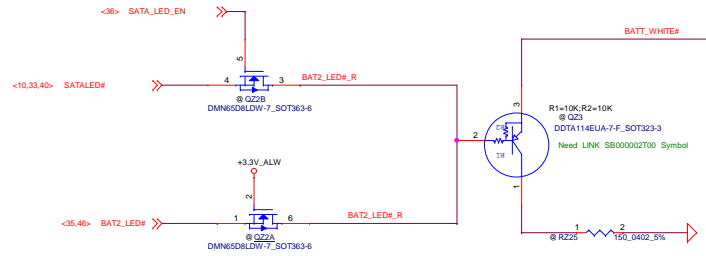 <36> SATA_LED_EN
BATT_WHITE#
5
<10,33,40> SATALED#
4
3
BAT2_LED#_R
@ QZ2B
DMN65D8LDW-7_SOT363-6
3
R1=10K;R2=10K
@ QZ3
DDTA114EUA-7-F_SOT323-3
R2
2
R1
Need LINK SB000002T00 Symbol
+3.3V_ALW
2
1
<35,46> BAT2_LED#
1
6
BAT2_LED#_R
@ QZ2A
DMN65D8LDW-7_SOT363-6
1
2
@ RZ25
150_0402_5%